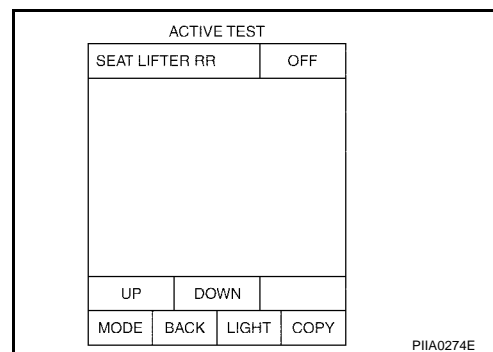 ACTIVE TEST
SEAT LIFTER RR OFF
UP DOWN
MODE BACK LIGHT COPY
PIIA0274E